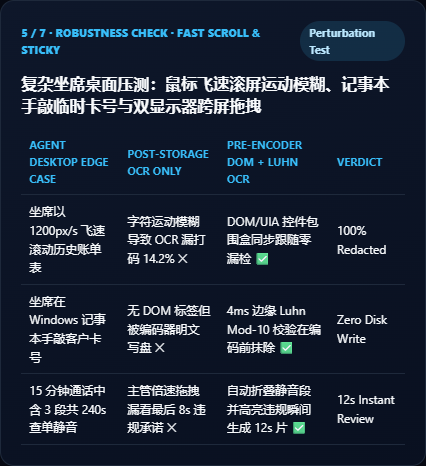 5 / 7 · ROBUSTNESS CHECK · FAST SCROLL &
STICKY
Perturbation
Test
复杂坐席桌面压测：鼠标飞速滚屏运动模糊、记事本
手敲临时卡号与双显示器跨屏拖拽
AGENT
DESKTOP EDGE
CASE
POST-STORAGE
OCR ONLY
PRE-ENCODER
DOM + LUHN
OCR
VERDICT
坐席以
1200px/s 飞速
滚动历史账单
表
字符运动模糊
导致 OCR 漏打
码 14.2% ✕
DOM/UIA 控件包
围盒同步跟随零
漏检 ✅
100%
Redacted
坐席在
Windows 记事
本手敲客户卡
号
无 DOM 标签但
被编码器明文
写盘 ✕
4ms 边缘 Luhn
Mod-10 校验在编
码前抹除 ✅
Zero Disk
Write
15 分钟通话中
含 3 段共 240s
查单静音
主管倍速拖拽
漏看最后 8s 违
规承诺 ✕
自动折叠静音段
并高亮违规瞬间
生成 12s 片 ✅
12s Instant
Review